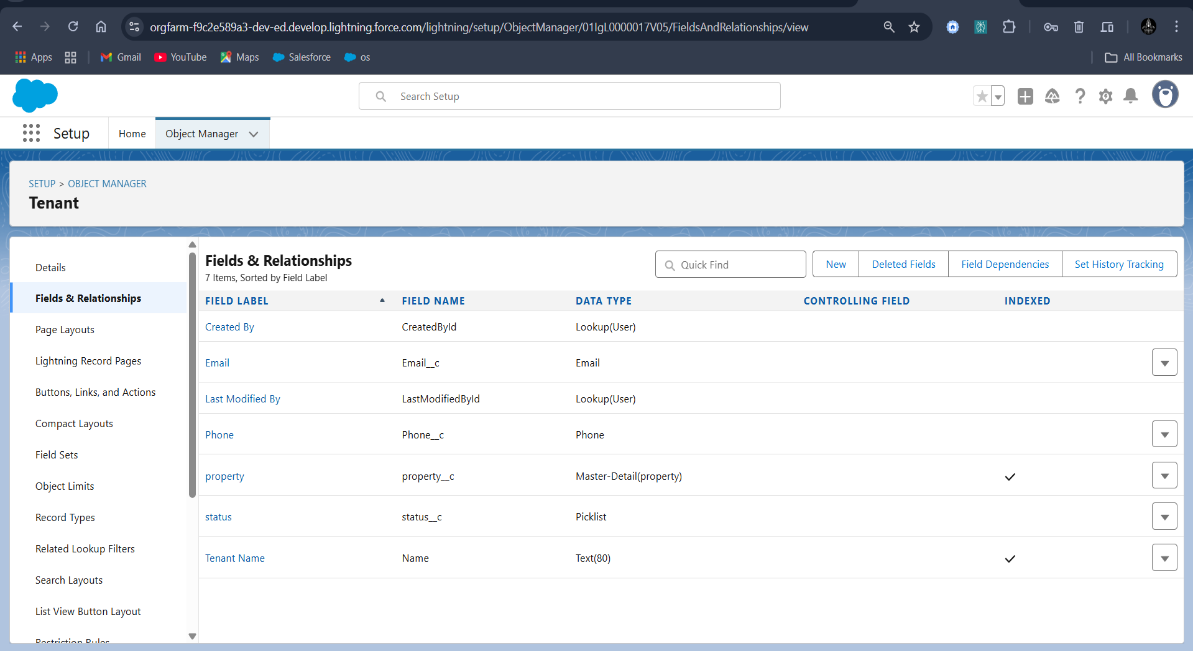 orgfarm-f9c2e589a3-dev-ed.develop.lightning.force.com/lightning/setup/ObjectManager/01IgL0000017V05/FieldsAndRelationships/view
Apps Gmail YouTube Maps Salesforce os All Bookmarks
Search Setup
Setup Home Object Manager
SETUP > OBJECT MANAGER
Tenant
Details
Fields & Relationships
Page Layouts
Lightning Record Pages
Buttons, Links, and Actions
Compact Layouts
Field Sets
Object Limits
Record Types
Related Lookup Filters
Search Layouts
List View Button Layout
Restriction Rules
Fields & Relationships
7 Items, Sorted by Field Label
Quick Find New Deleted Fields Field Dependencies Set History Tracking
FIELD LABEL FIELD NAME DATA TYPE CONTROLLING FIELD INDEXED
Created By CreatedById Lookup(User)
Email Email__c Email
Last Modified By LastModifiedById Lookup(User)
Phone Phone__c Phone
property property__c Master-Detail(property)
status status__c Picklist
Tenant Name Name Text(80)